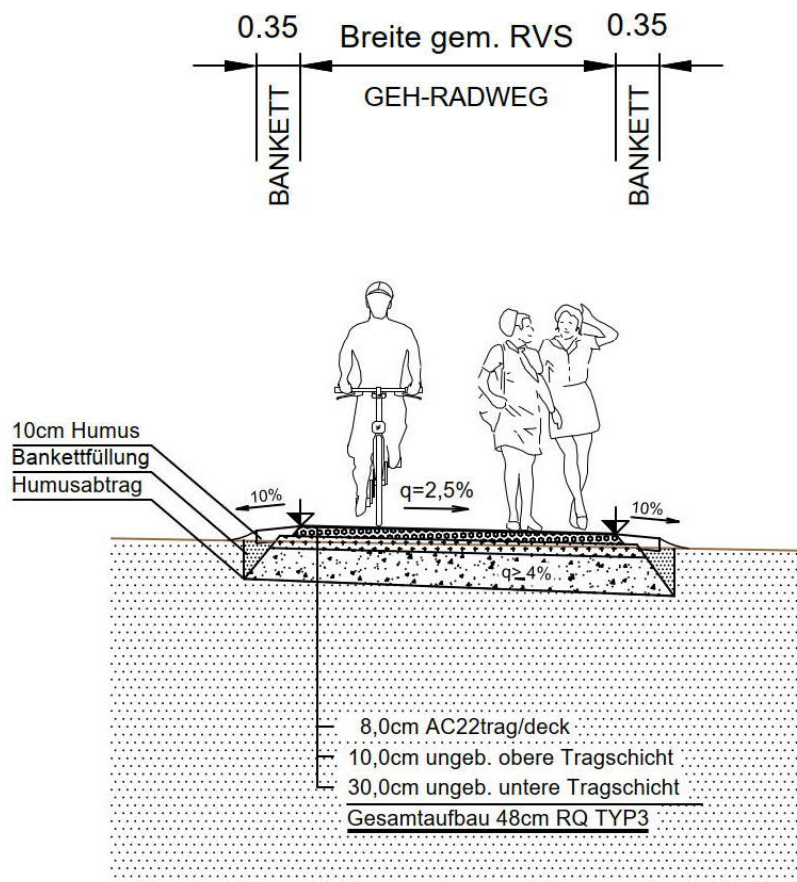 0.35
Breite gem. RVS
0.35
GEH-RADWEG
BANKETT
BANKETT
10cm Humus
Bankettfüllung
Humusabtrag
10%
q=2,5%
10%
q≥4%
8,0cm AC22trag/deck
10,0cm ungeb. obere Tragschicht
30,0cm ungeb. untere Tragschicht
Gesamtaufbau 48cm RQ TYP3